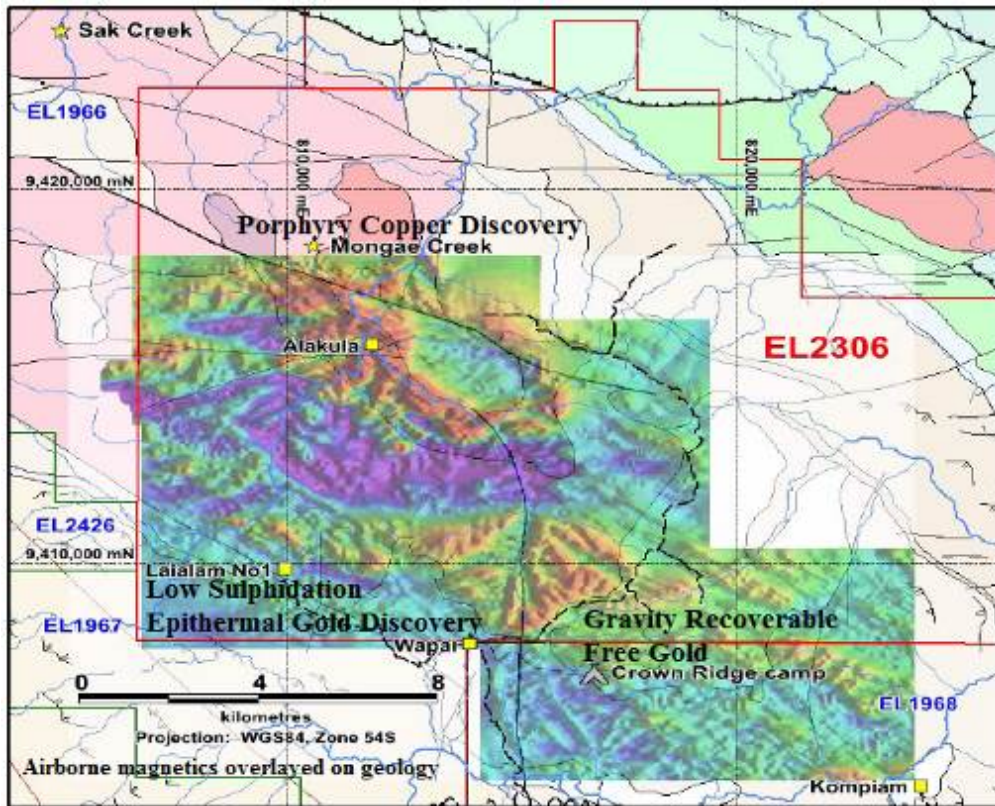 Sak Creek
EL1966
810,000 mE
820,000 mE
9,420,000 mN
Porphyry Copper Discovery
Mongae Creek
Alakula
EL2306
EL2426
9,410,000 mN
Laialam No1
Low Sulphidation
Epithermal Gold Discovery
EL1967
Wapai
Gravity Recoverable
Free Gold
Crown Ridge camp
0 4 8
kilometres
Projection: WGS84, Zone 54S
EL1968
Airborne magnetics overlayed on geology
Kompiam